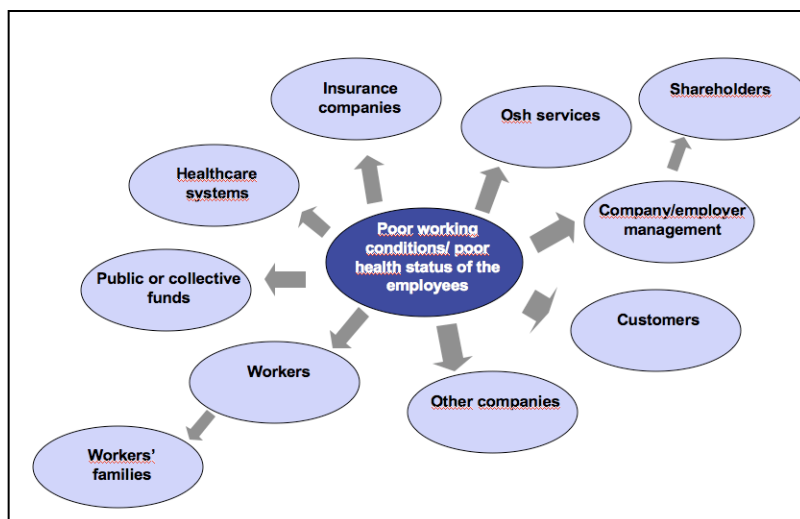 Insurance
companies
Osh services
Shareholders
Healthcare
systems
Company/employer
management
Poor working
conditions/ poor
health status of the
employees
Public or collective
funds
Customers
Workers
Other companies
Workers’
families